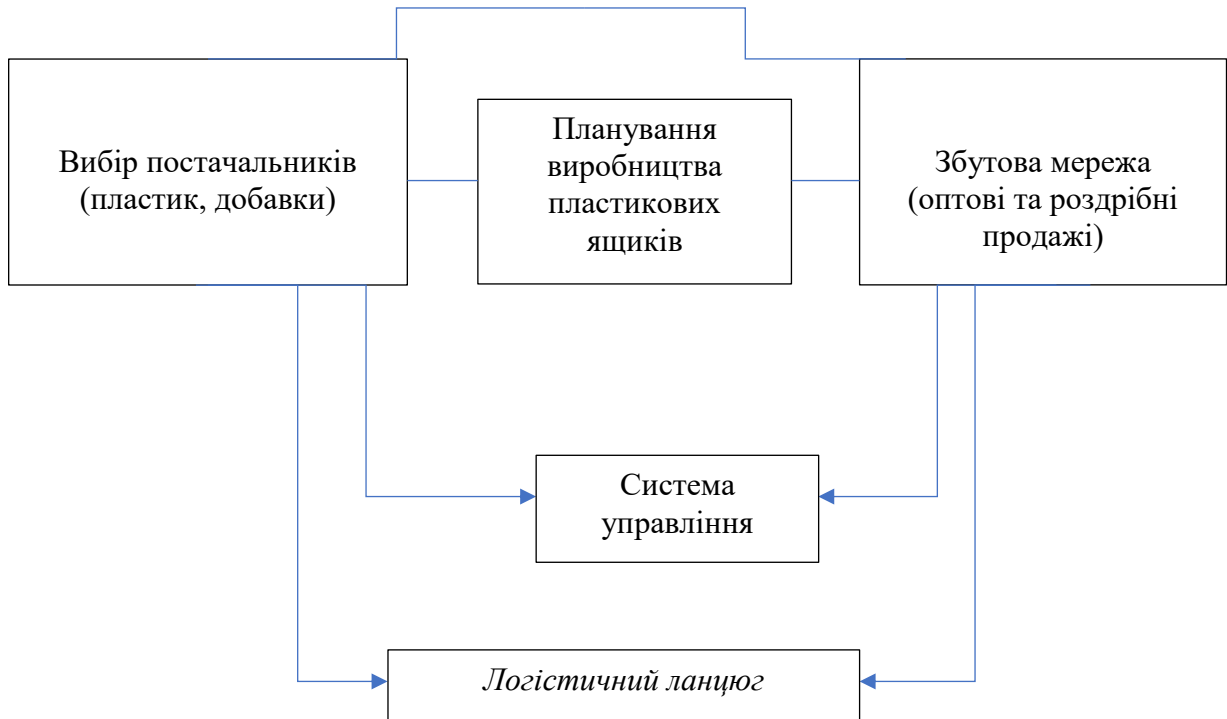 Вибір постачальників
(пластик, добавки)
Планування
виробництва
пластикових
ящиків
Збутова мережа
(оптові та роздрібні
продажі)
Система
управління
Логістичний ланцюг